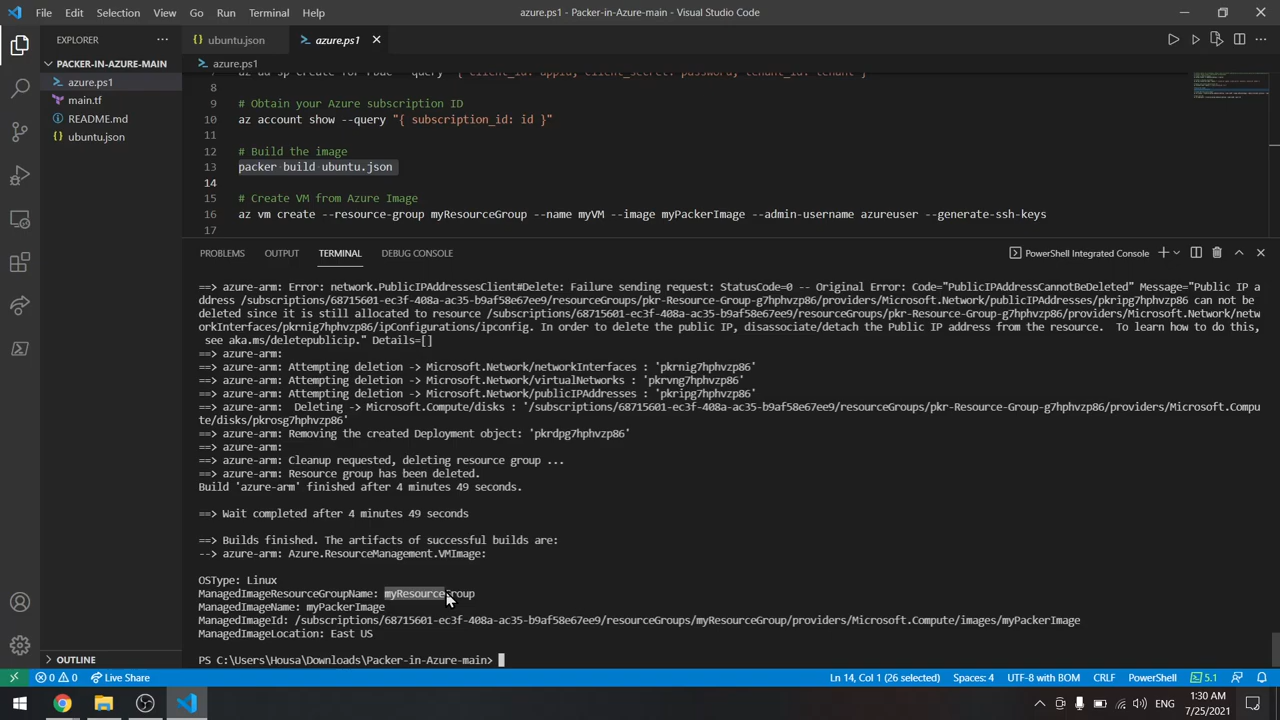 File Edit Selection View Go Run Terminal Help
azure.ps1 - Packer-in-Azure-main - Visual Studio Code
EXPLORER
PACKER-IN-AZURE-MAIN
azure.ps1
main.tf
README.md
ubuntu.json
OUTLINE
ubuntu.json
azure.ps1
azure.ps1
7 az ad sp create-for-rbac --query "{ client_id: appId, client_secret: password, tenant_id: tenant }"
8
9 # Obtain your Azure subscription ID
10 az account show --query "{ subscription_id: id }"
11
12 # Build the image
13 packer build ubuntu.json
14
15 # Create VM from Azure Image
16 az vm create --resource-group myResourceGroup --name myVM --image myPackerImage --admin-username azureuser --generate-ssh-keys
17
PROBLEMS OUTPUT TERMINAL DEBUG CONSOLE
PowerShell Integrated Console
==> azure-arm: Error: network.PublicIPAddressesClient#Delete: Failure sending request: StatusCode=0 -- Original Error: Code="PublicIPAddressCannotBeDeleted" Message="Public IP a
ddress /subscriptions/68715601-ec3f-408a-ac35-b9af58e67ee9/resourceGroups/pkr-Resource-Group-g7hphvzp86/providers/Microsoft.Network/publicIPAddresses/pkripg7hphvzp86 can not be
deleted since it is still allocated to resource /subscriptions/68715601-ec3f-408a-ac35-b9af58e67ee9/resourceGroups/pkr-Resource-Group-g7hphvzp86/providers/Microsoft.Network/netw
orkInterfaces/pkrnig7hphvzp86/ipConfigurations/ipconfig. In order to delete the public IP, disassociate/detach the Public IP address from the resource.  To learn how to do this,
see aka.ms/deletepublicip." Details=[]
==> azure-arm:
==> azure-arm: Attempting deletion -> Microsoft.Network/networkInterfaces : 'pkrnig7hphvzp86'
==> azure-arm: Attempting deletion -> Microsoft.Network/virtualNetworks : 'pkrvng7hphvzp86'
==> azure-arm: Attempting deletion -> Microsoft.Network/publicIPAddresses : 'pkripg7hphvzp86'
==> azure-arm:  Deleting -> Microsoft.Compute/disks : '/subscriptions/68715601-ec3f-408a-ac35-b9af58e67ee9/resourceGroups/pkr-Resource-Group-g7hphvzp86/providers/Microsoft.Compu
te/disks/pkrosg7hphvzp86'
==> azure-arm: Removing the created Deployment object: 'pkrdpg7hphvzp86'
==> azure-arm:
==> azure-arm: Cleanup requested, deleting resource group ...
==> azure-arm: Resource group has been deleted.
Build 'azure-arm' finished after 4 minutes 49 seconds.
==> Wait completed after 4 minutes 49 seconds
==> Builds finished. The artifacts of successful builds are:
--> azure-arm: Azure.ResourceManagement.VMImage:
OSType: Linux
ManagedImageResourceGroupName: myResourceGroup
ManagedImageName: myPackerImage
ManagedImageId: /subscriptions/68715601-ec3f-408a-ac35-b9af58e67ee9/resourceGroups/myResourceGroup/providers/Microsoft.Compute/images/myPackerImage
ManagedImageLocation: East US
PS C:\Users\Housa\Downloads\Packer-in-Azure-main>
0 0 Live Share
Ln 14, Col 1 (26 selected) Spaces: 4 UTF-8 with BOM CRLF PowerShell 5.1
ENG
1:30 AM
7/25/2021